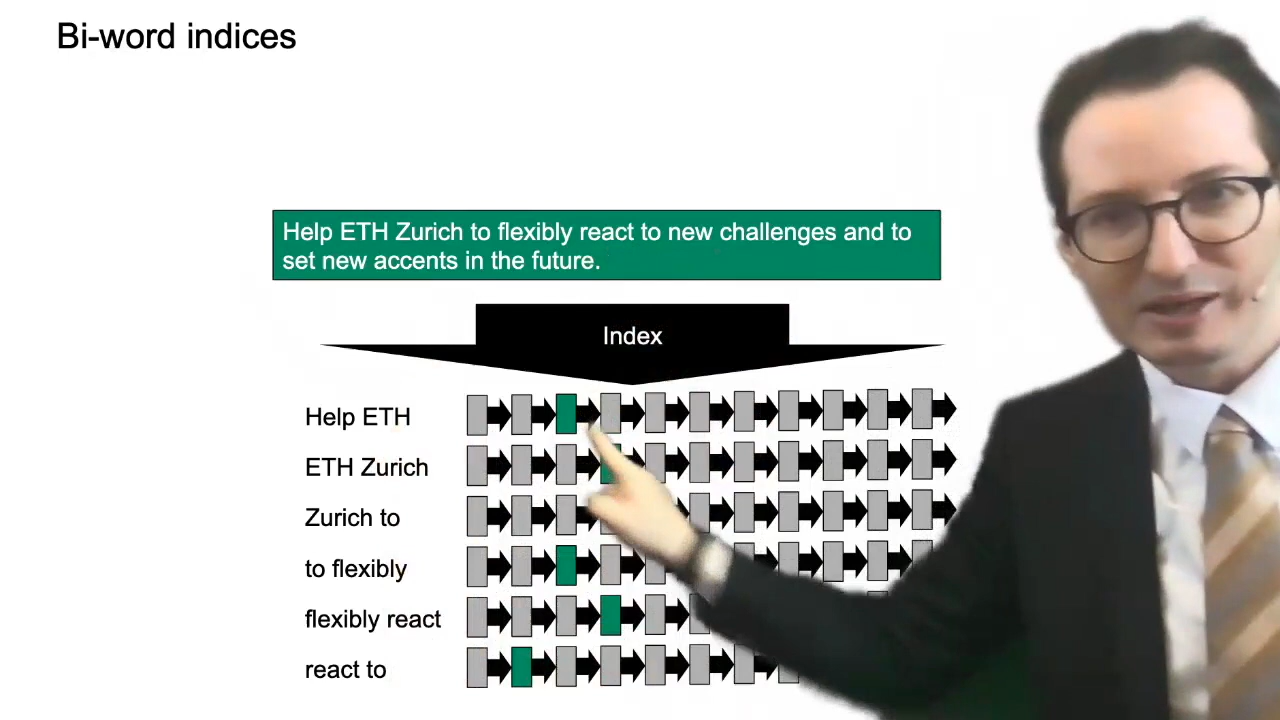 Bi-word indices
Help ETH Zurich to flexibly react to new challenges and to
set new accents in the future.
Index
Help ETH
ETH Zurich
Zurich to
to flexibly
flexibly react
react to